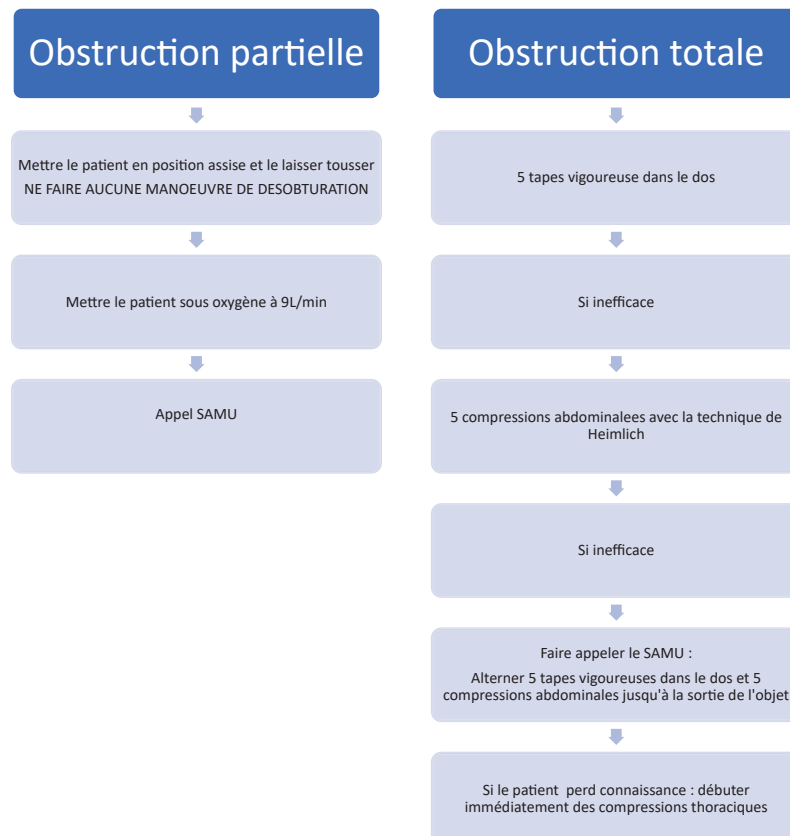 Obstruction partielle
Mettre le patient en position assise et le laisser tousser
NE FAIRE AUCUNE MANOEUVRE DE DESOBTURATION
Mettre le patient sous oxygène à 9L/min
Appel SAMU
Obstruction totale
5 tapes vigoureuse dans le dos
Si inefficace
5 compressions abdominalees avec la technique de
Heimlich
Si inefficace
Faire appeler le SAMU :
Alterner 5 tapes vigoureuses dans le dos et 5
compressions abdominales jusqu'à la sortie de l'objet
Si le patient perd connaissance : débuter
immédiatement des compressions thoraciques